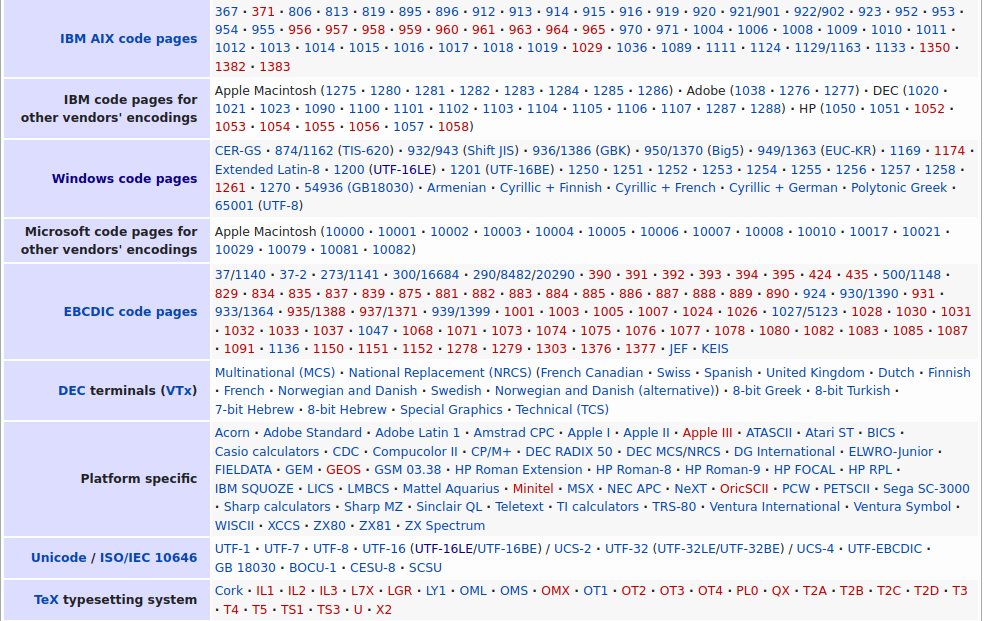 IBM AIX code pages
367 · 371 · 806 · 813 · 819 · 895 · 896 · 912 · 913 · 914 · 915 · 916 · 919 · 920 · 921/901 · 922/902 · 923 · 952 · 953 ·
954 · 955 · 956 · 957 · 958 · 959 · 960 · 961 · 963 · 964 · 965 · 970 · 971 · 1004 · 1006 · 1008 · 1009 · 1010 · 1011 ·
1012 · 1013 · 1014 · 1015 · 1016 · 1017 · 1018 · 1019 · 1029 · 1036 · 1089 · 1111 · 1124 · 1129/1163 · 1133 · 1350 ·
1382 · 1383
IBM code pages for
other vendors' encodings
Apple Macintosh (1275 · 1280 · 1281 · 1282 · 1283 · 1284 · 1285 · 1286) · Adobe (1038 · 1276 · 1277) · DEC (1020 ·
1021 · 1023 · 1090 · 1100 · 1101 · 1102 · 1103 · 1104 · 1105 · 1106 · 1107 · 1287 · 1288) · HP (1050 · 1051 · 1052 ·
1053 · 1054 · 1055 · 1056 · 1057 · 1058)
Windows code pages
CER-GS · 874/1162 (TIS-620) · 932/943 (Shift JIS) · 936/1386 (GBK) · 950/1370 (Big5) · 949/1363 (EUC-KR) · 1169 · 1174 ·
Extended Latin-8 · 1200 (UTF-16LE) · 1201 (UTF-16BE) · 1250 · 1251 · 1252 · 1253 · 1254 · 1255 · 1256 · 1257 · 1258 ·
1261 · 1270 · 54936 (GB18030) · Armenian · Cyrillic + Finnish · Cyrillic + French · Cyrillic + German · Polytonic Greek ·
65001 (UTF-8)
Microsoft code pages for
other vendors' encodings
Apple Macintosh (10000 · 10001 · 10002 · 10003 · 10004 · 10005 · 10006 · 10007 · 10008 · 10010 · 10017 · 10021 ·
10029 · 10079 · 10081 · 10082)
EBCDIC code pages
37/1140 · 37-2 · 273/1141 · 300/16684 · 290/8482/20290 · 390 · 391 · 392 · 393 · 394 · 395 · 424 · 435 · 500/1148 ·
829 · 834 · 835 · 837 · 839 · 875 · 881 · 882 · 883 · 884 · 885 · 886 · 887 · 888 · 889 · 890 · 924 · 930/1390 · 931 ·
933/1364 · 935/1388 · 937/1371 · 939/1399 · 1001 · 1003 · 1005 · 1007 · 1024 · 1026 · 1027/5123 · 1028 · 1030 · 1031
· 1032 · 1033 · 1037 · 1047 · 1068 · 1071 · 1073 · 1074 · 1075 · 1076 · 1077 · 1078 · 1080 · 1082 · 1083 · 1085 · 1087
· 1091 · 1136 · 1150 · 1151 · 1152 · 1278 · 1279 · 1303 · 1376 · 1377 · JEF · KEIS
DEC terminals (VTx)
Multinational (MCS) · National Replacement (NRCS) (French Canadian · Swiss · Spanish · United Kingdom · Dutch · Finnish
· French · Norwegian and Danish · Swedish · Norwegian and Danish (alternative)) · 8-bit Greek · 8-bit Turkish ·
7-bit Hebrew · 8-bit Hebrew · Special Graphics · Technical (TCS)
Platform specific
Acorn · Adobe Standard · Adobe Latin 1 · Amstrad CPC · Apple I · Apple II · Apple III · ATASCII · Atari ST · BICS ·
Casio calculators · CDC · Compucolor II · CP/M+ · DEC RADIX 50 · DEC MCS/NRCS · DG International · ELWRO-Junior ·
FIELDATA · GEM · GEOS · GSM 03.38 · HP Roman Extension · HP Roman-8 · HP Roman-9 · HP FOCAL · HP RPL ·
IBM SQUOZE · LICS · LMBCS · Mattel Aquarius · Minitel · MSX · NEC APC · NeXT · OricSCII · PCW · PETSCII · Sega SC-3000
· Sharp calculators · Sharp MZ · Sinclair QL · Teletext · TI calculators · TRS-80 · Ventura International · Ventura Symbol ·
WISCII · XCCS · ZX80 · ZX81 · ZX Spectrum
Unicode / ISO/IEC 10646
UTF-1 · UTF-7 · UTF-8 · UTF-16 (UTF-16LE/UTF-16BE) / UCS-2 · UTF-32 (UTF-32LE/UTF-32BE) / UCS-4 · UTF-EBCDIC ·
GB 18030 · BOCU-1 · CESU-8 · SCSU
TeX typesetting system
Cork · IL1 · IL2 · IL3 · L7X · LGR · LY1 · OML · OMS · OMX · OT1 · OT2 · OT3 · OT4 · PL0 · QX · T2A · T2B · T2C · T2D · T3
· T4 · T5 · TS1 · TS3 · U · X2